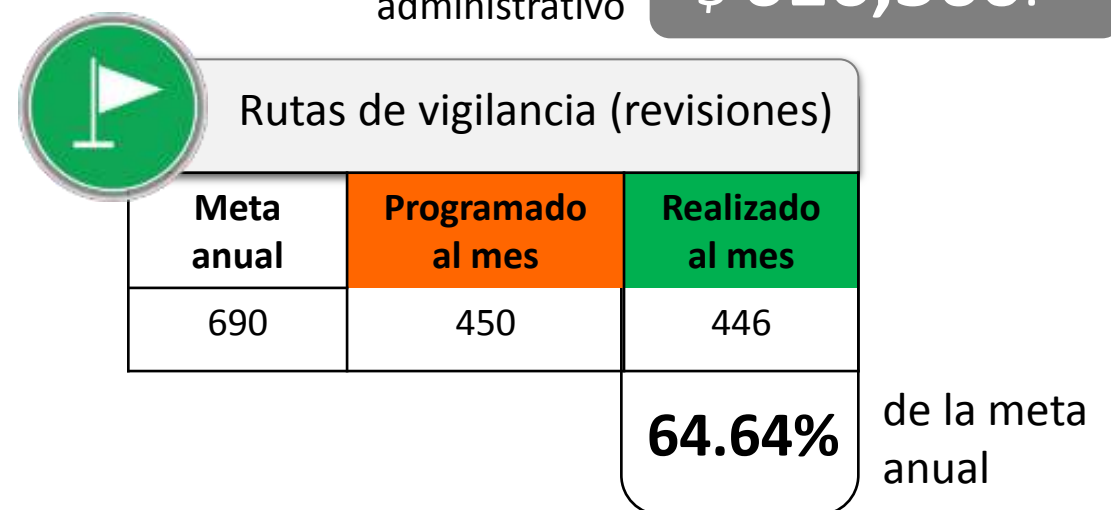 administrativo
$
Rutas de vigilancia (revisiones)
Meta anual
Programado al mes
Realizado al mes
690 450 446
64.64%
de la meta
anual